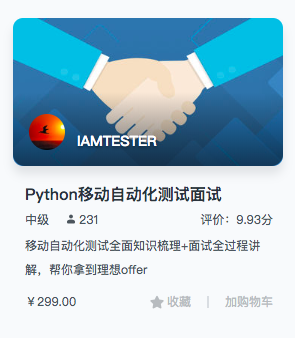 IAMTESTER
Python移动自动化测试面试
中级 231 评价：9.93分
移动自动化测试全面知识梳理+面试全过程讲
解，帮你拿到理想offer
￥299.00 收藏 | 加购物车